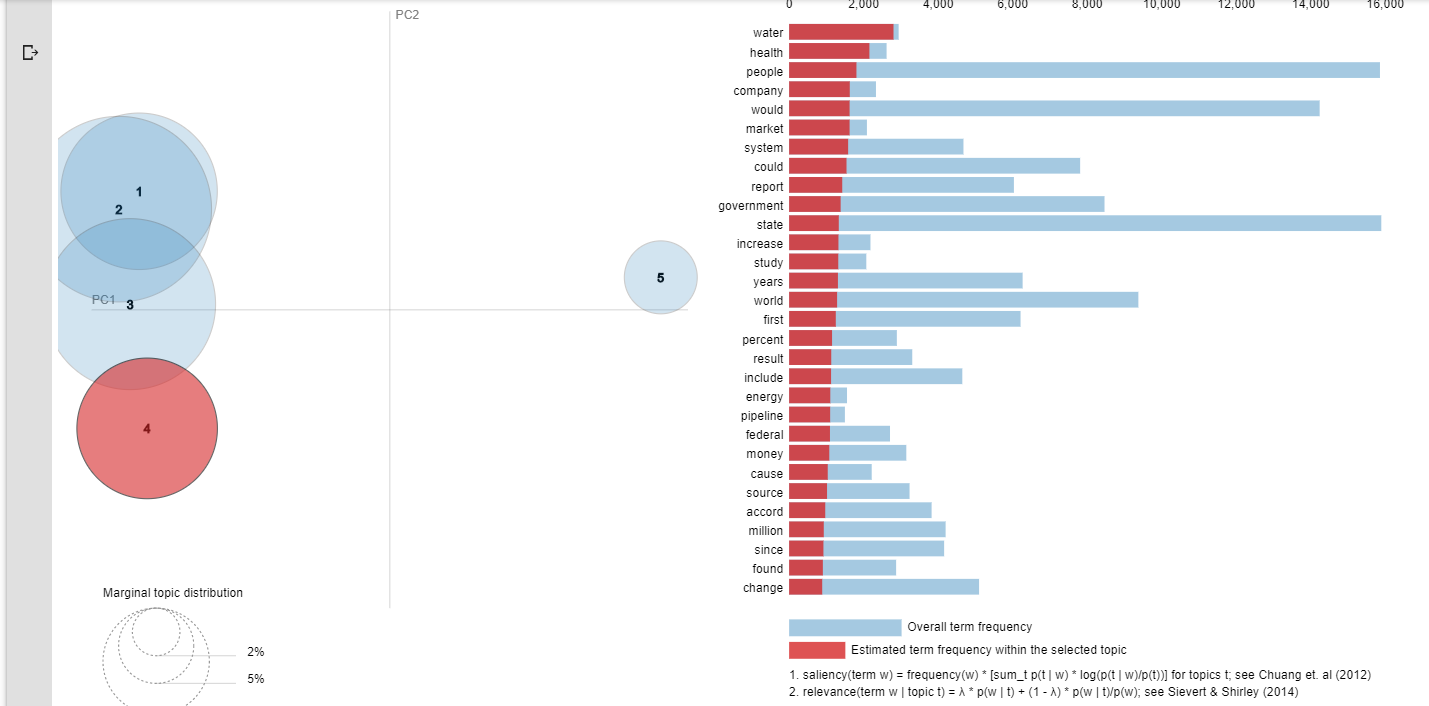 PC2
1
2
PC1
3
5
4
Marginal topic distribution
2%
5%
0 2,000 4,000 6,000 8,000 10,000 12,000 14,000 16,000
water
health
people
company
would
market
system
could
report
government
state
increase
study
years
world
first
percent
result
include
energy
pipeline
federal
money
cause
source
accord
million
since
found
change
Overall term frequency
Estimated term frequency within the selected topic
1. saliency(term w) = frequency(w) * [sum_t p(t | w) * log(p(t | w)/p(t))] for topics t; see Chuang et. al (2012)
2. relevance(term w | topic t) = λ * p(w | t) + (1 - λ) * p(w | t)/p(w); see Sievert & Shirley (2014)